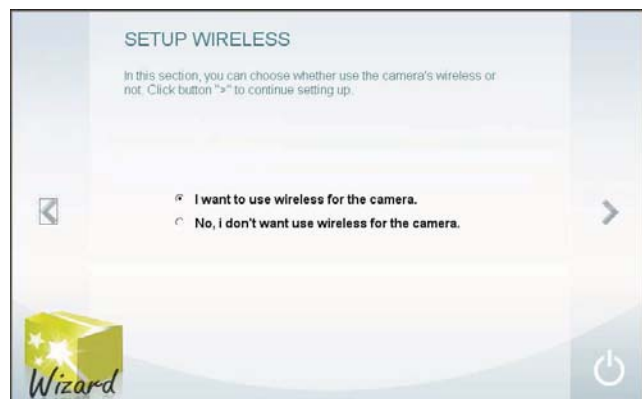 SETUP WIRELESS
In this section, you can choose whether use the camera's wireless or
not. Click button ">" to continue setting up.
I want to use wireless for the camera.
No, i don't want use wireless for the camera.
Wizard